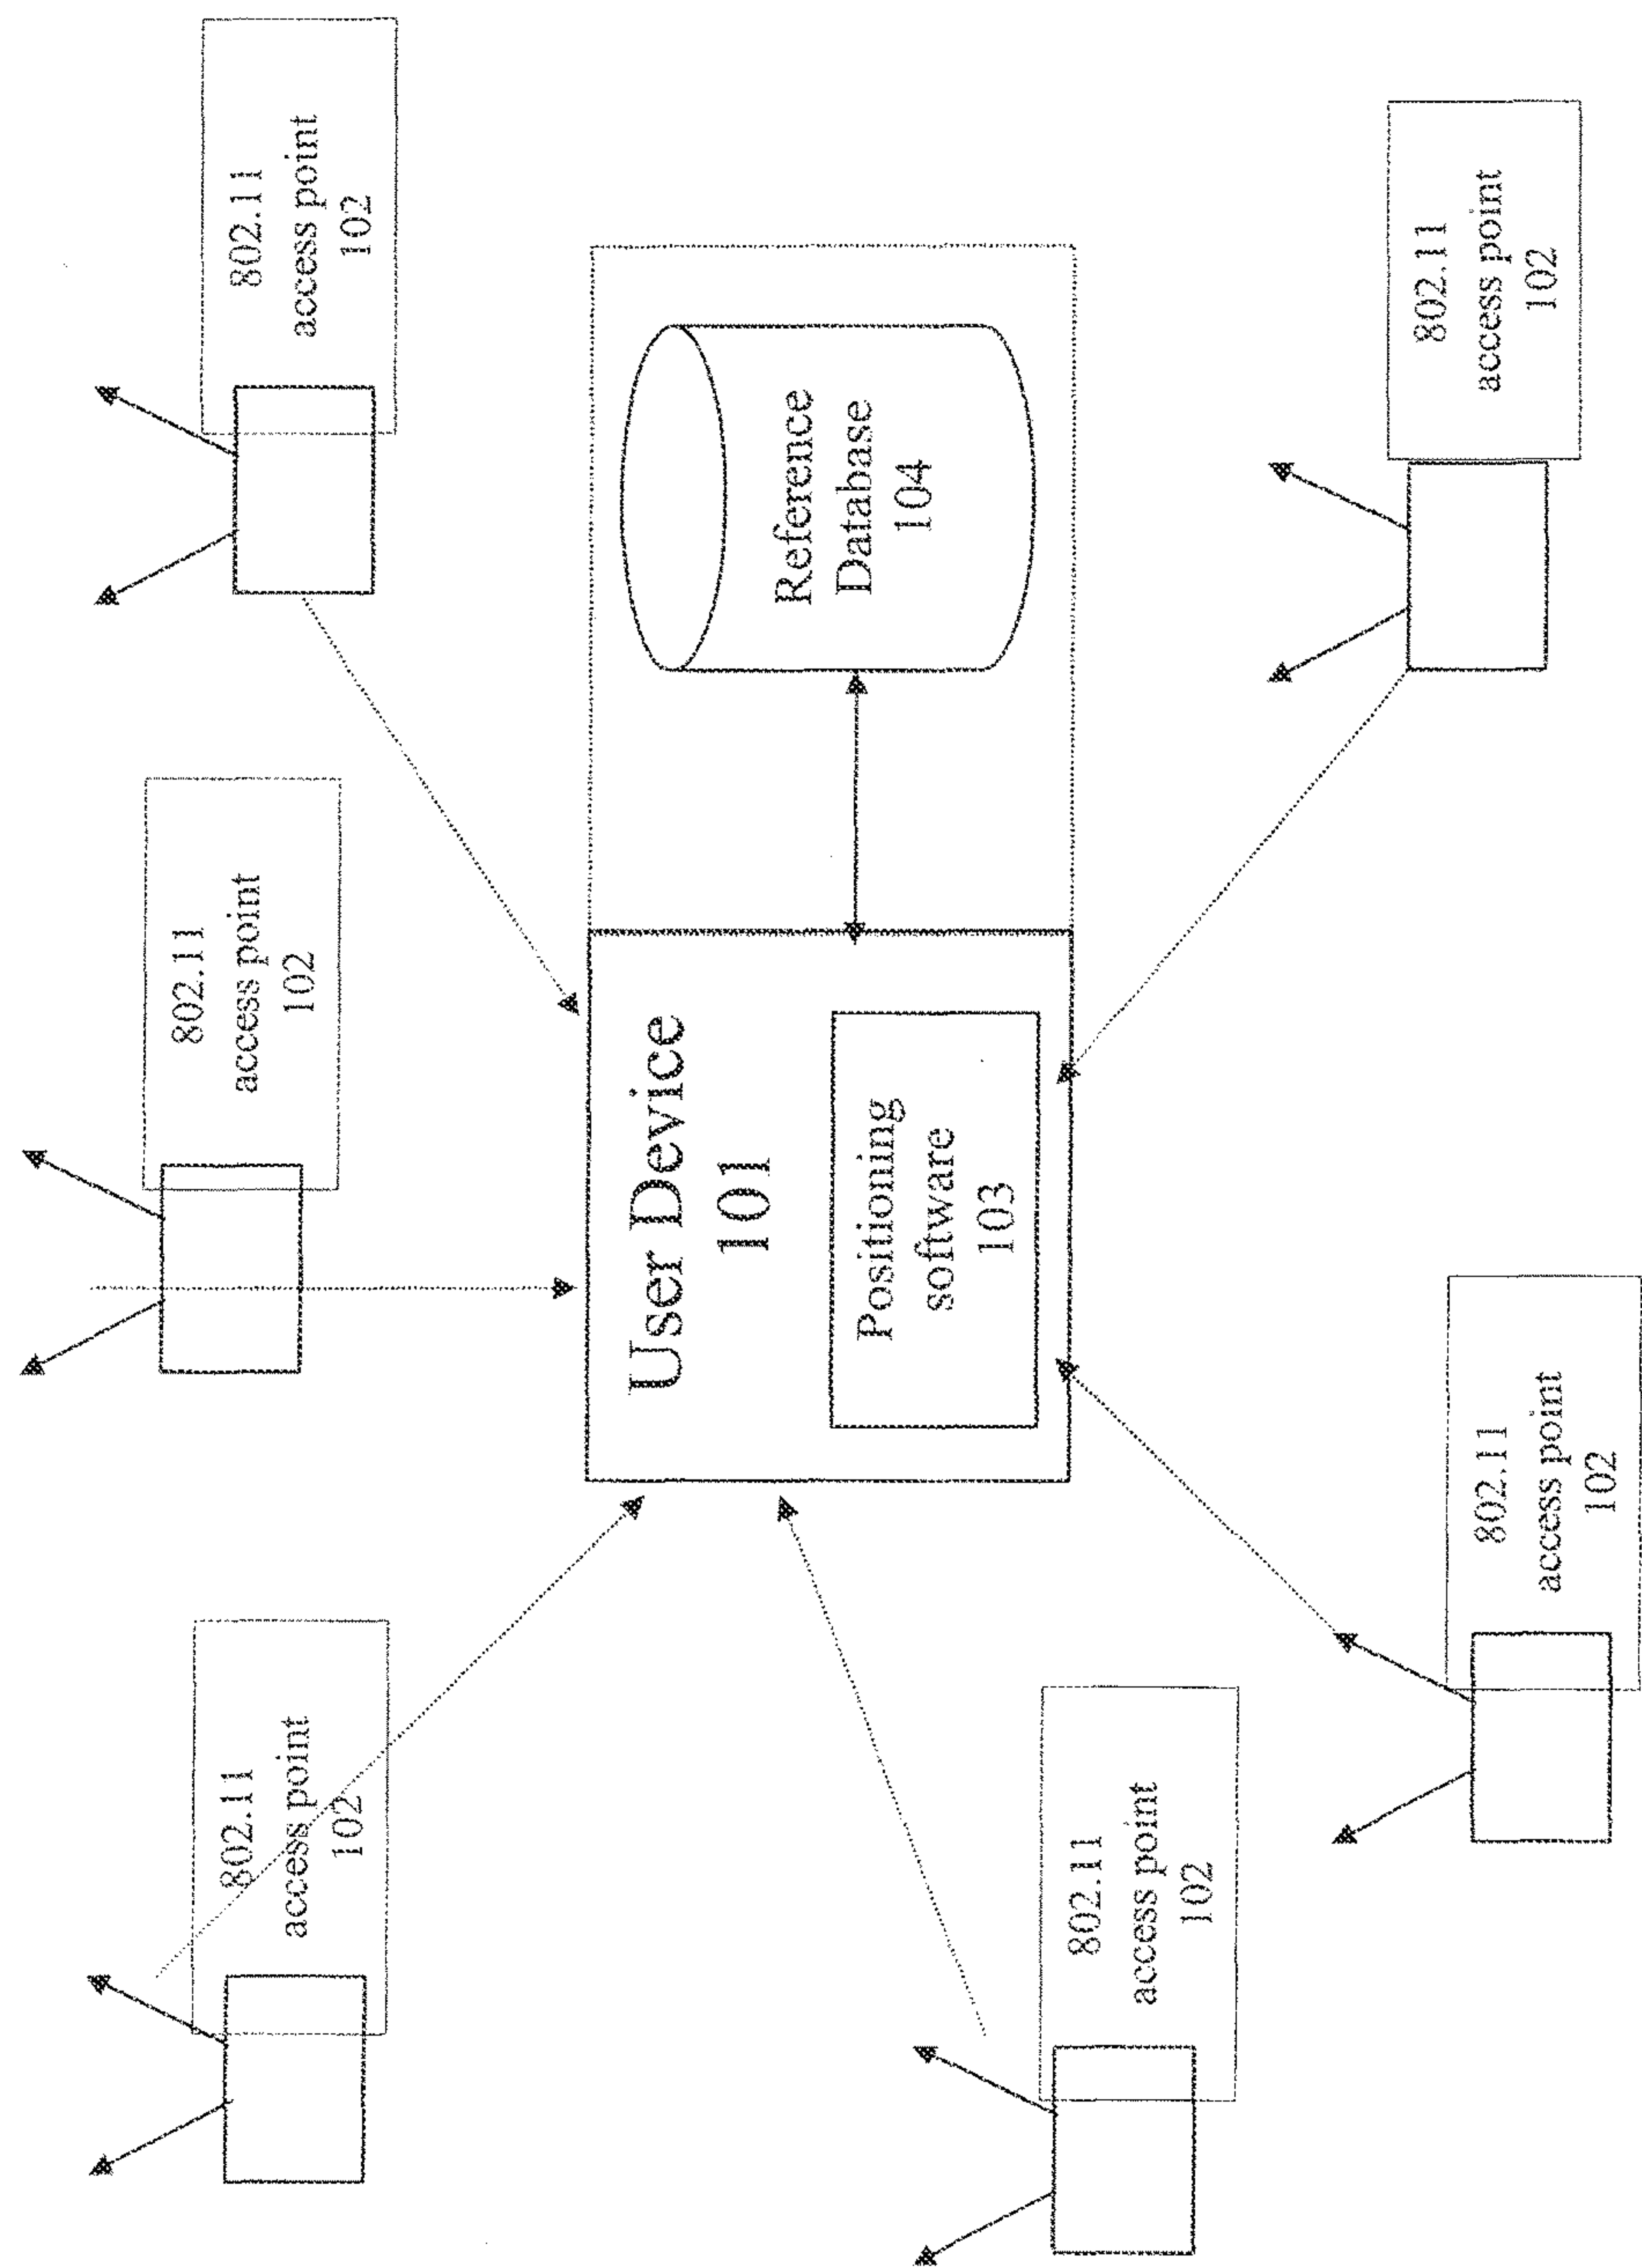 802.11
access point
102
802.11
access point
102
802.11
access point
102
User Device
101
Positioning
software
103
Reference
Database
104
802.11
access point
102
802.11
access point
102
802.11
access point
102